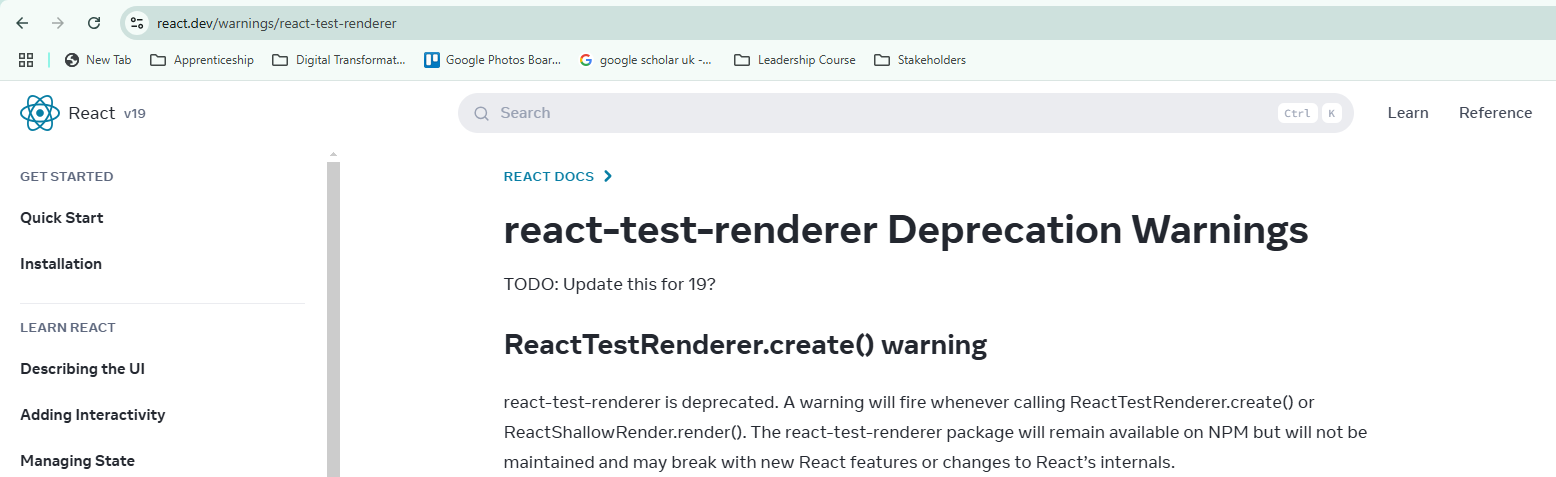 react.dev/warnings/react-test-renderer
New Tab Apprenticeship Digital Transformat... Google Photos Boar... google scholar uk -... Leadership Course Stakeholders
React v19 Search Ctrl K Learn Reference
GET STARTED
Quick Start
Installation
LEARN REACT
Describing the UI
Adding Interactivity
Managing State
REACT DOCS
react-test-renderer Deprecation Warnings
TODO: Update this for 19?
ReactTestRenderer.create() warning
react-test-renderer is deprecated. A warning will fire whenever calling ReactTestRenderer.create() or
ReactShallowRender.render(). The react-test-renderer package will remain available on NPM but will not be
maintained and may break with new React features or changes to React’s internals.